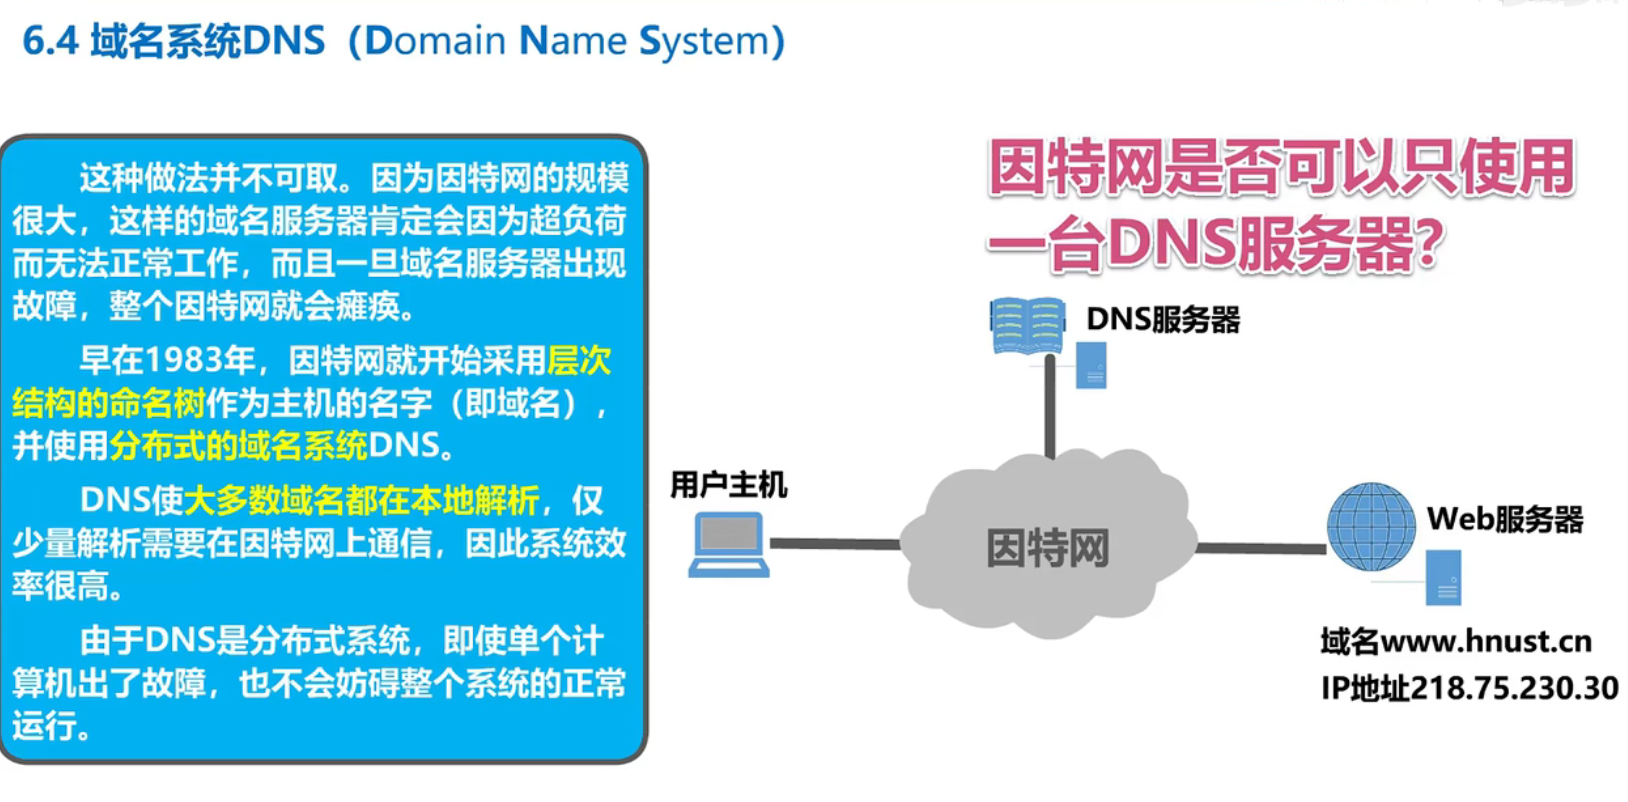 6.4 域名系统DNS（Domain Name System）
这种做法并不可取。因为因特网的规模
很大，这样的域名服务器肯定会因为超负荷
而无法正常工作，而且一旦域名服务器出现
故障，整个因特网就会瘫痪。
早在1983年，因特网就开始采用层次
结构的命名树作为主机的名字（即域名），
并使用分布式的域名系统DNS。
DNS使大多数域名都在本地解析，仅
少量解析需要在因特网上通信，因此系统效
率很高。
由于DNS是分布式系统，即使单个计
算机出了故障，也不会妨碍整个系统的正常
运行。
因特网是否可以只使用
一台DNS服务器？
DNS服务器
用户主机
因特网
Web服务器
域名www.hnust.cn
IP地址218.75.230.30